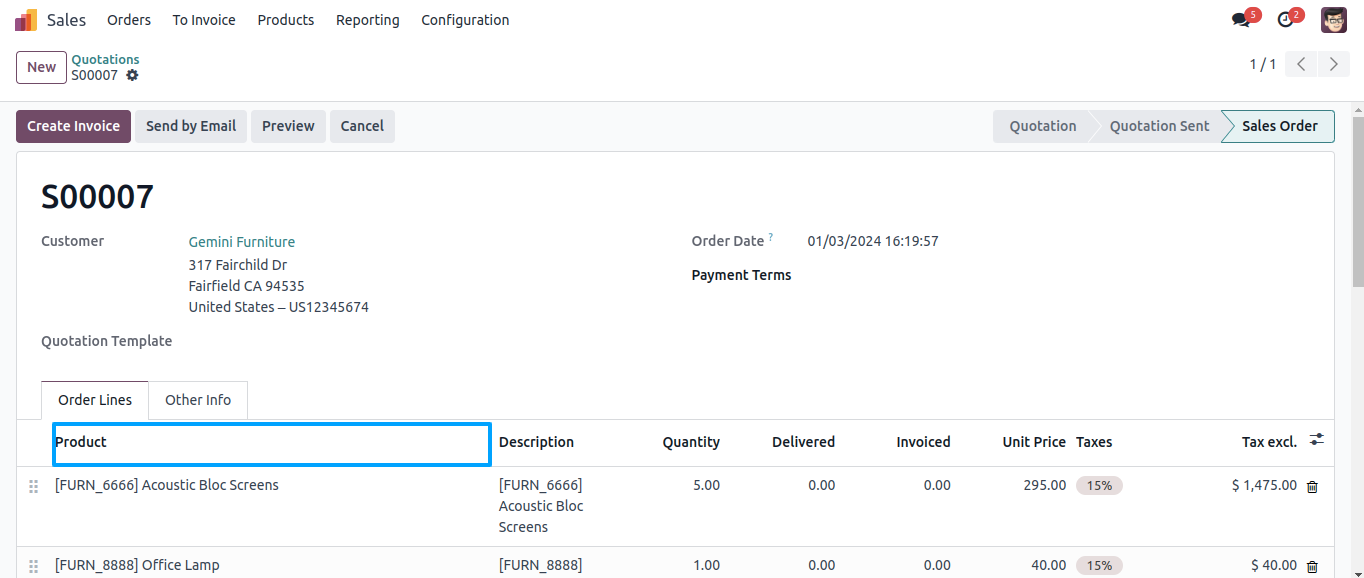 Sales Orders To Invoice Products Reporting Configuration 5 2
New Quotations 1 / 1
S00007
Create Invoice Send by Email Preview Cancel Quotation Quotation Sent Sales Order
S00007
Customer Gemini Furniture Order Date ? 01/03/2024 16:19:57
317 Fairchild Dr Payment Terms
Fairfield CA 94535
United States – US12345674
Quotation Template
Order Lines Other Info
Product Description Quantity Delivered Invoiced Unit Price Taxes Tax excl.
[FURN_6666] Acoustic Bloc Screens [FURN_6666] 5.00 0.00 0.00 295.00 15% $ 1,475.00
Acoustic Bloc
Screens
[FURN_8888] Office Lamp [FURN_8888] 1.00 0.00 0.00 40.00 15% $ 40.00